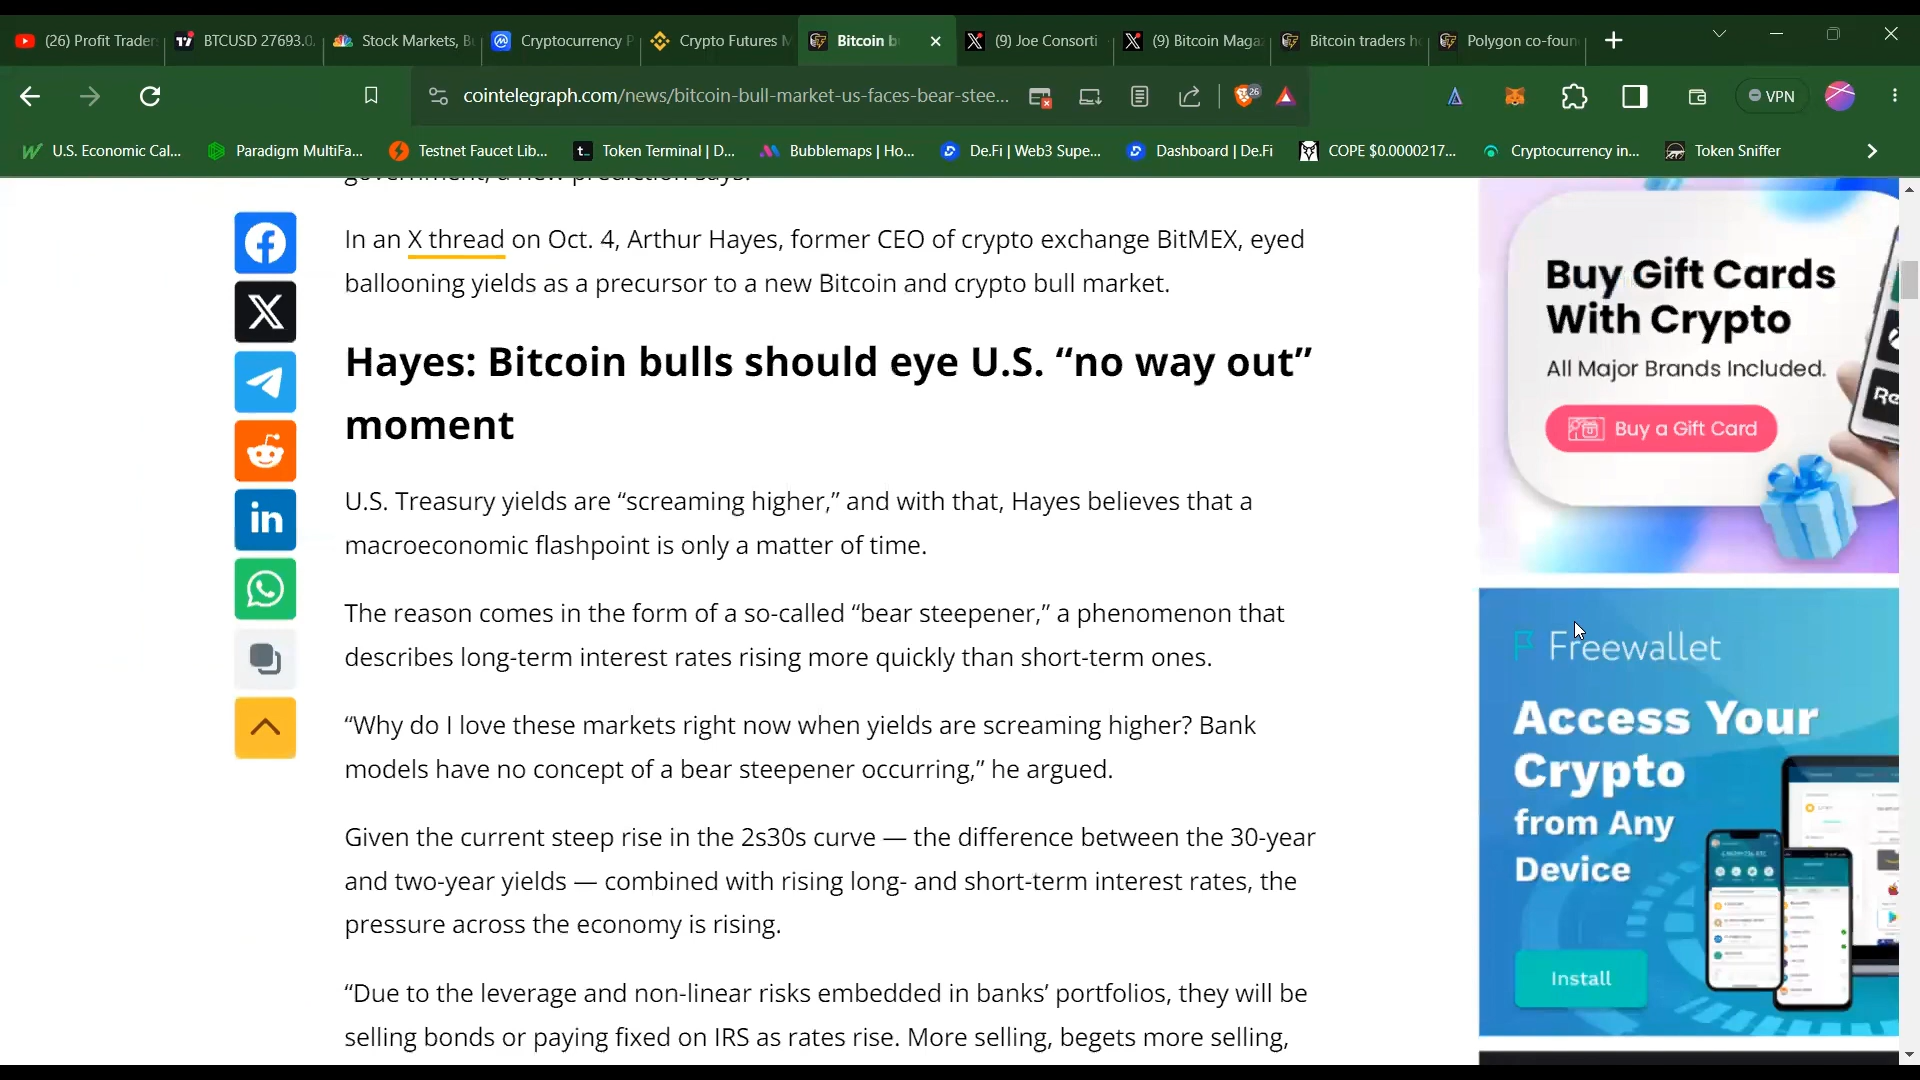 (26) Profit Trader
BTCUSD 27693.0
Stock Markets, B
Cryptocurrency P
Crypto Futures M
Bitcoin b
(9) Joe Consorti
(9) Bitcoin Maga
Bitcoin traders h
Polygon co-foun
cointelegraph.com/news/bitcoin-bull-market-us-faces-bear-stee...
26
VPN
U.S. Economic Cal...
Paradigm MultiFa...
Testnet Faucet Lib...
Token Terminal | D...
Bubblemaps | Ho...
De.Fi | Web3 Supe...
Dashboard | De.Fi
COPE $0.0000217...
Cryptocurrency in...
Token Sniffer
government, a new prediction says.
In an X thread on Oct. 4, Arthur Hayes, former CEO of crypto exchange BitMEX, eyed
ballooning yields as a precursor to a new Bitcoin and crypto bull market.
Hayes: Bitcoin bulls should eye U.S. “no way out”
moment
U.S. Treasury yields are “screaming higher,” and with that, Hayes believes that a
macroeconomic flashpoint is only a matter of time.
The reason comes in the form of a so-called “bear steepener,” a phenomenon that
describes long-term interest rates rising more quickly than short-term ones.
“Why do I love these markets right now when yields are screaming higher? Bank
models have no concept of a bear steepener occurring,” he argued.
Given the current steep rise in the 2s30s curve — the difference between the 30-year
and two-year yields — combined with rising long- and short-term interest rates, the
pressure across the economy is rising.
“Due to the leverage and non-linear risks embedded in banks’ portfolios, they will be
selling bonds or paying fixed on IRS as rates rise. More selling, begets more selling,
Buy Gift Cards
With Crypto
All Major Brands Included.
Buy a Gift Card
Freewallet
Access Your
Crypto
from Any
Device
Install